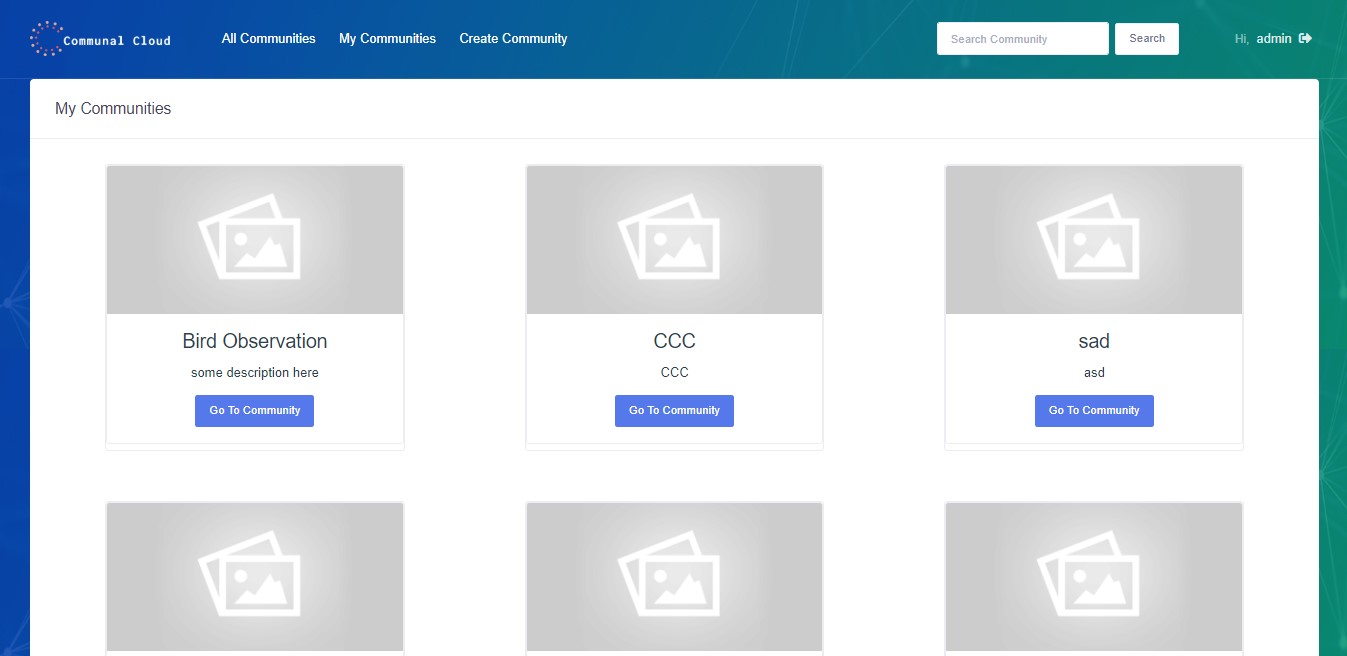 Communal Cloud
All Communities My Communities Create Community
Search Community Search
Hi, admin
My Communities
Bird Observation CCC sad
some description here CCC asd
Go To Community Go To Community Go To Community